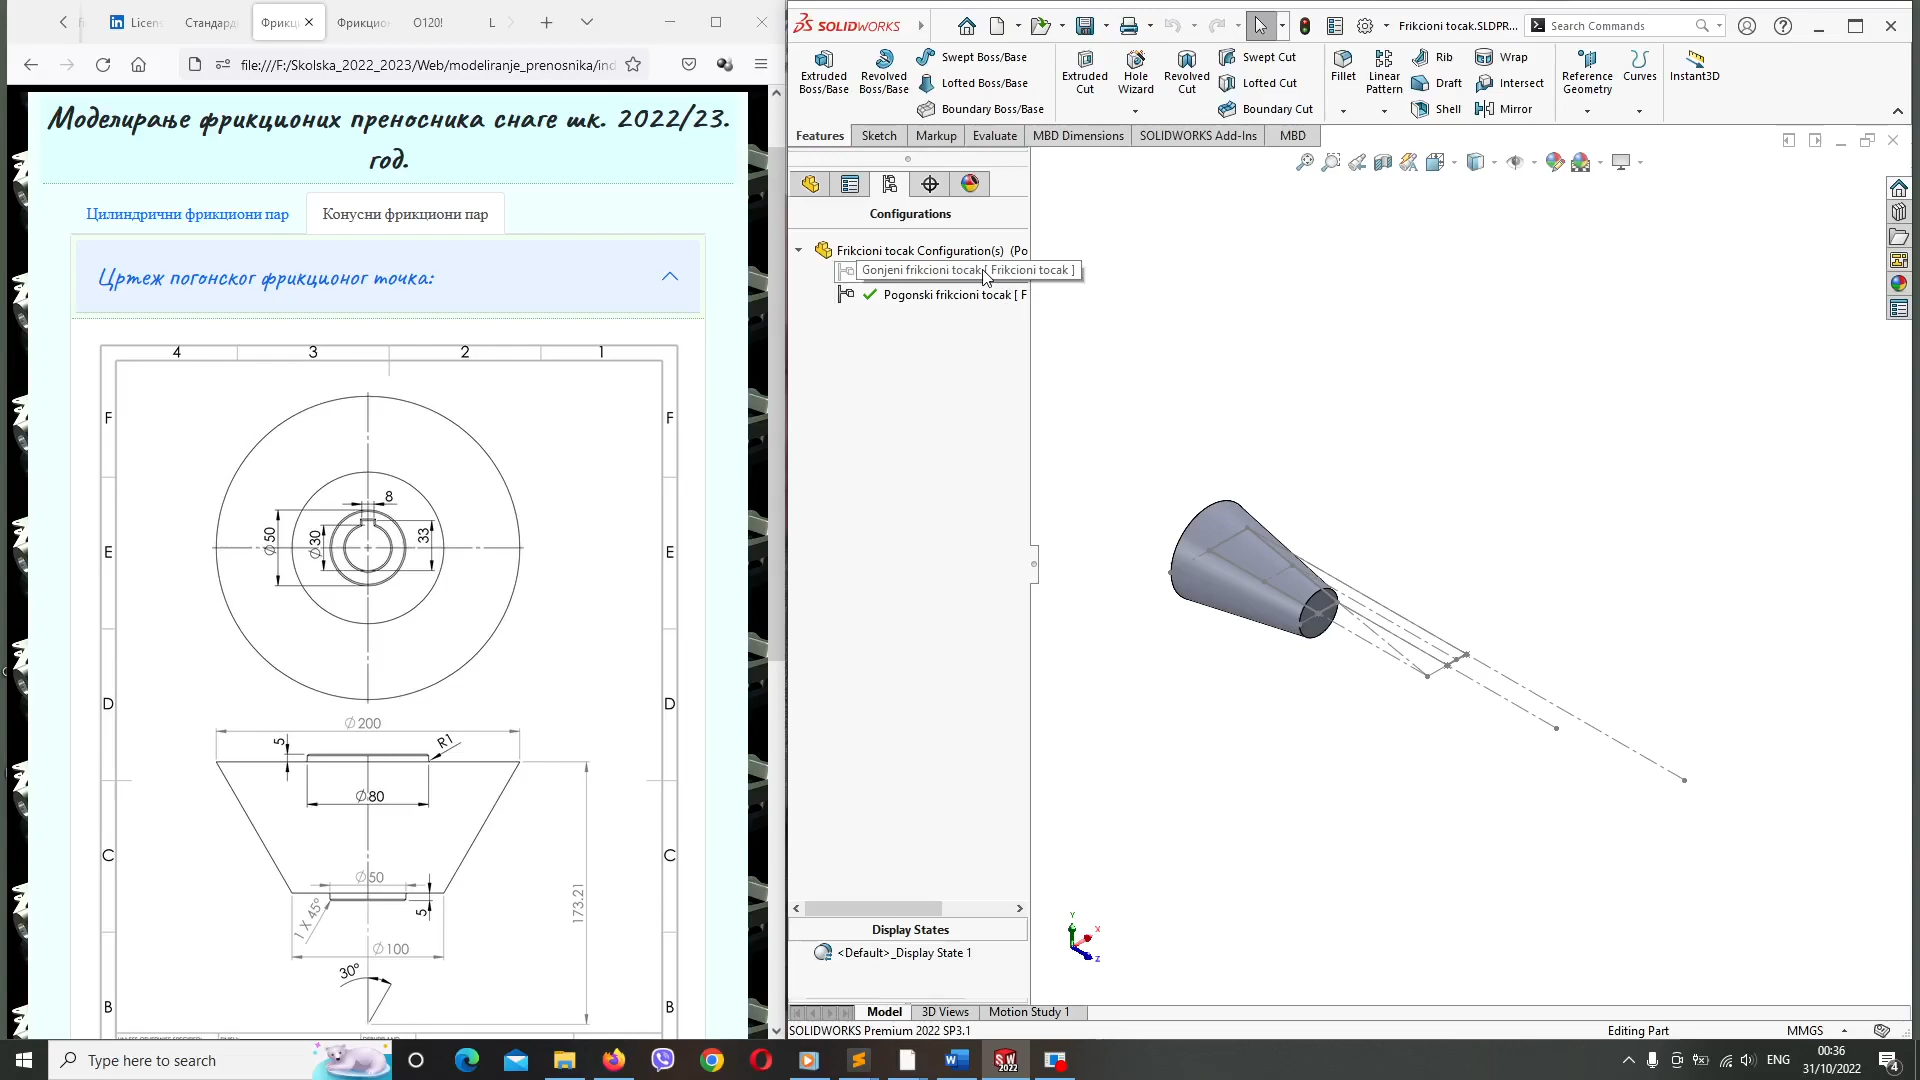 Licen
Стандард
Фрикц
Фрикцио
O120!
L
file:///F:/Skolska_2022_2023/Web/modeliranje_prenosnika/ind
Моделирање фрикционих преносника снаге шк. 2022/23.
год.
Цилиндрични фрикциони пар
Конусни фрикциони пар
Цртеж погонског фрикционог точка:
4
3
2
1
F
F
8
Ø50
Ø30
33
E
E
D
D
Ø200
5
R1
Ø80
C
C
Ø50
1 X 45°
5
173.21
Ø100
30°
B
B
SOLIDWORKS
Frikcioni tocak.SLDPR...
Search Commands
Extruded Boss/Base
Revolved Boss/Base
Swept Boss/Base
Lofted Boss/Base
Boundary Boss/Base
Extruded Cut
Hole Wizard
Revolved Cut
Swept Cut
Lofted Cut
Boundary Cut
Fillet
Linear Pattern
Rib
Draft
Shell
Wrap
Intersect
Mirror
Reference Geometry
Curves
Instant3D
Features
Sketch
Markup
Evaluate
MBD Dimensions
SOLIDWORKS Add-Ins
MBD
Configurations
Frikcioni tocak Configuration(s) (Po
Gonjeni frikcioni tocak [ Frikcioni tocak ]
Pogonski frikcioni tocak [ F
Display States
<Default>_Display State 1
Y
X
Z
Model
3D Views
Motion Study 1
SOLIDWORKS Premium 2022 SP3.1
Editing Part
MMGS
Type here to search
SW
2022
ENG
00:36
31/10/2022
4